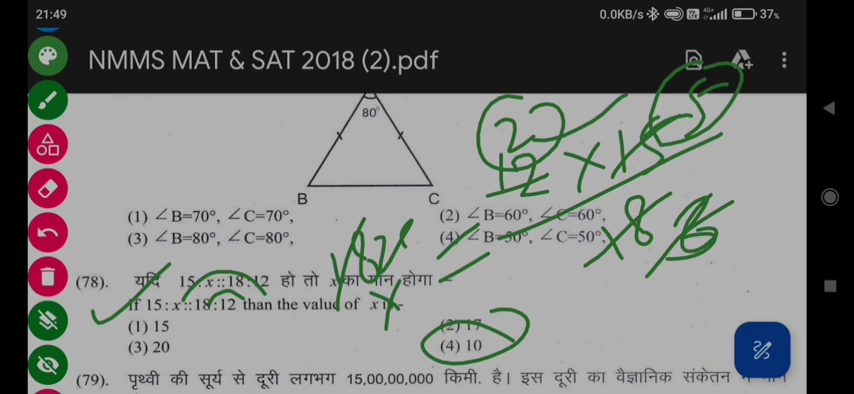 21:49 0.0KB/s 4G+ 37%
NMMS MAT & SAT 2018 (2).pdf
80°
B C
(1) ∠B=70°, ∠C=70°, (2) ∠B=60°, ∠C=60°,
(3) ∠B=80°, ∠C=80°, (4) ∠B=50°, ∠C=50°,
(78). यदि 15:x::18:12 हो तो x का मान होगा –
If 15:x::18:12 than the value of x is-
(1) 15 (2) 17
(3) 20 (4) 10
(79). पृथ्वी की सूर्य से दूरी लगभग 15,00,00,000 किमी. है। इस दूरी का वैज्ञानिक संकेतन में मान